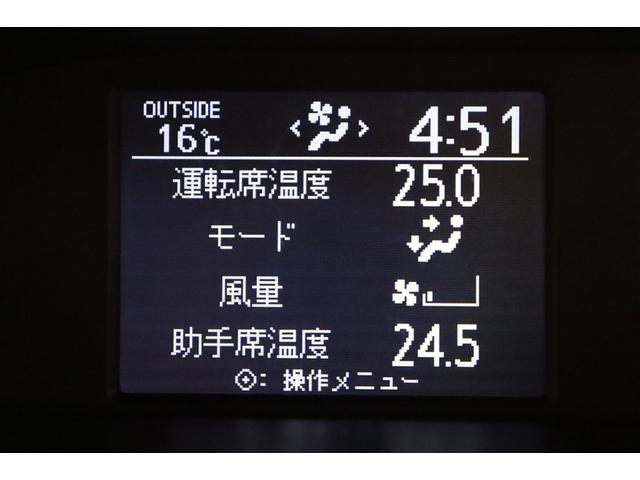 OUTSIDE
16℃
4:51
運転席温度 25.0
モード
風量
助手席温度 24.5
: 操作メニュー